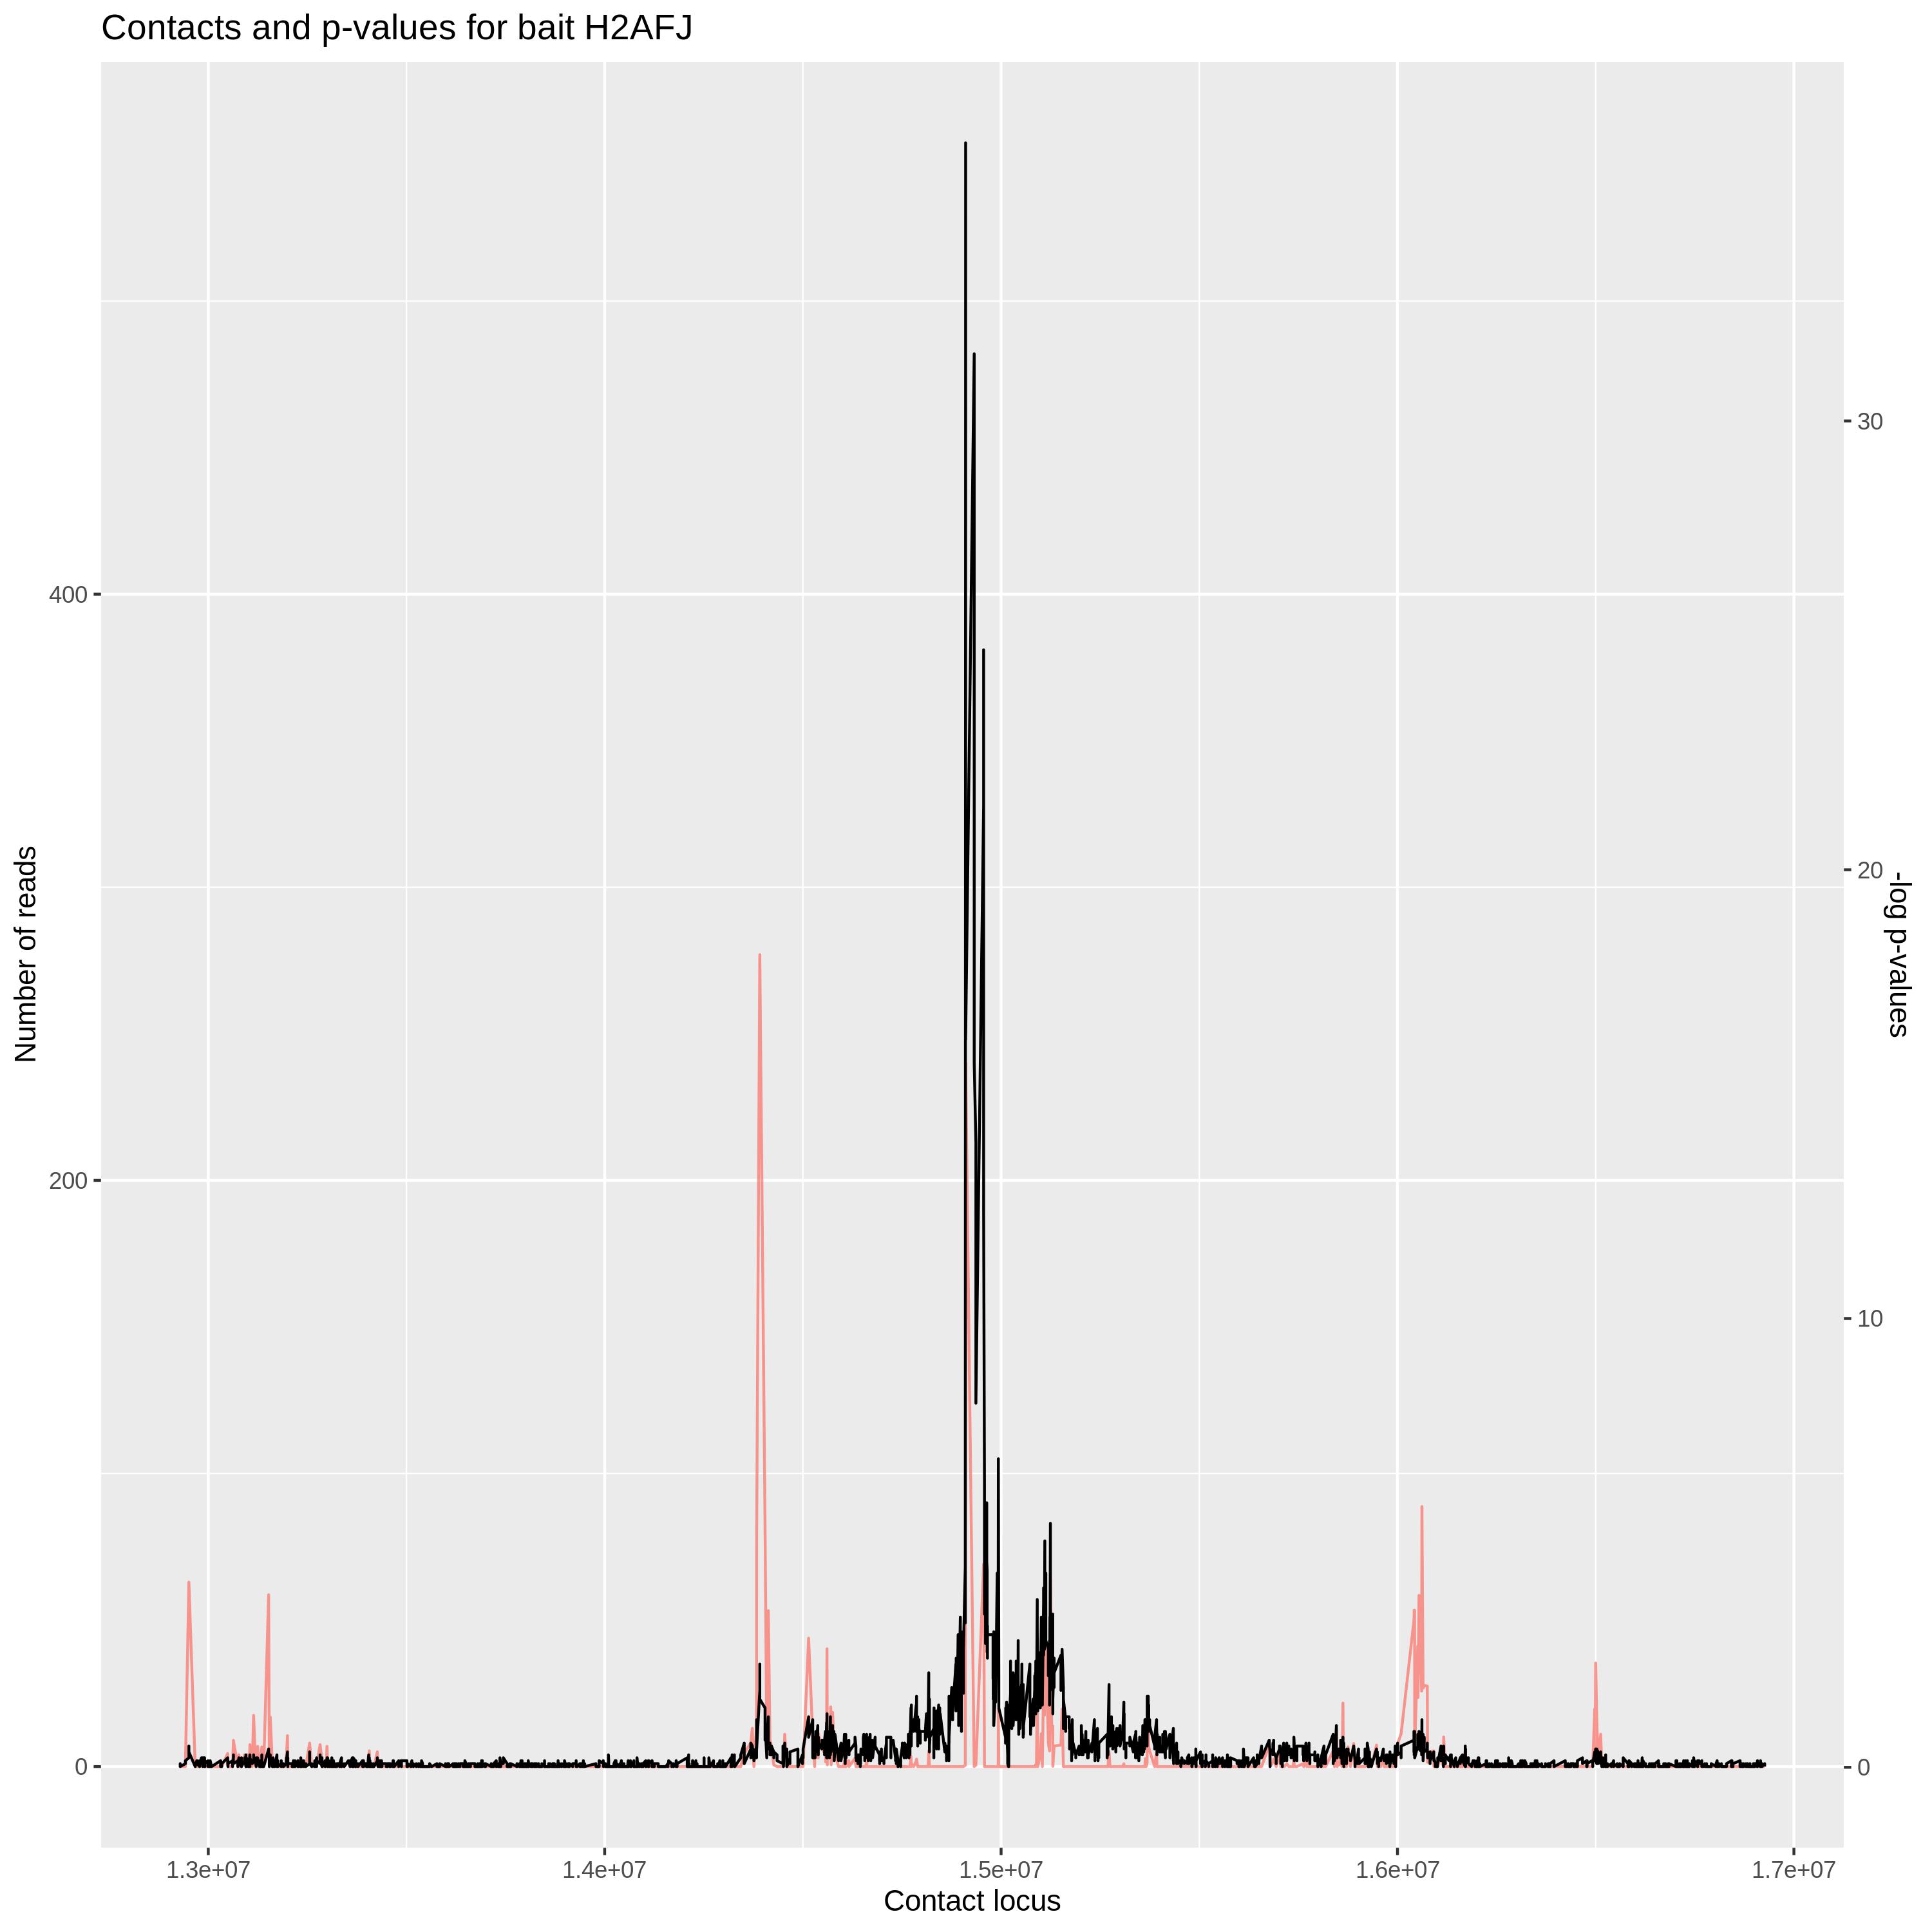 Contacts and p-values for bait H2AFJ
Number of reads
400
200
0
-log p-values
30
20
10
0
1.3e+07
1.4e+07
1.5e+07
1.6e+07
1.7e+07
Contact locus